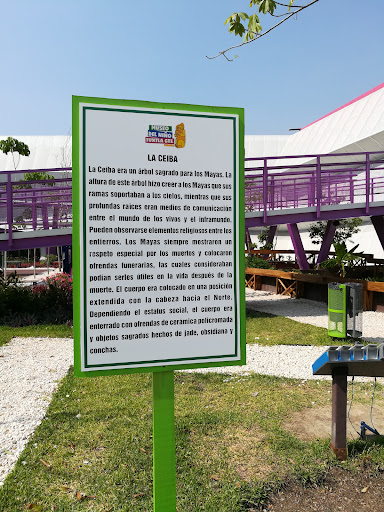 MUSEO
DEL NIÑO
TUXTLA GTZ.
LA CEIBA
La Ceiba era un árbol sagrado para los Mayas. La
altura de este árbol hizo creer a los Mayas que sus
ramas soportaban a los cielos, mientras que sus
profundas raíces eran medios de comunicación
entre el mundo de los vivos y el inframundo.
Pueden observarse elementos religiosos entre los
entierros. Los Mayas siempre mostraron un
respeto especial por los muertos y colocaron
ofrendas funerarias, las cuales consideraban
podían serles útiles en la vida después de la
muerte. El cuerpo era colocado en una posición
extendida con la cabeza hacia el Norte.
Dependiendo el estatus social, el cuerpo era
enterrado con ofrendas de cerámica policromada
y objetos sagrados hechos de jade, obsidiana y
conchas.